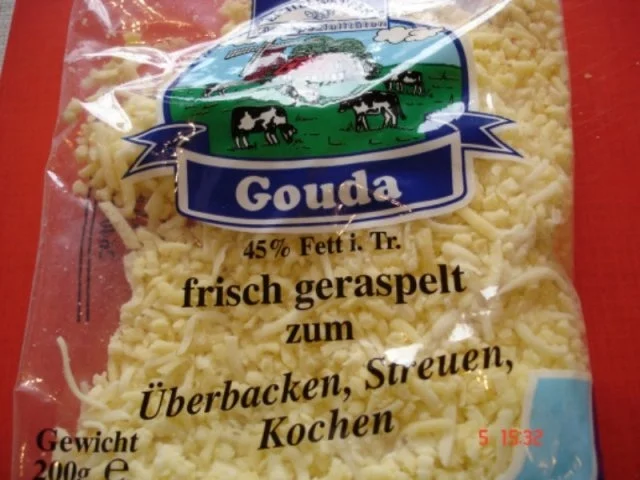 Gouda
45% Fett i. Tr.
frisch geraspelt
zum
Überbacken, Streuen,
Kochen
Gewicht
200g e
5 15:32